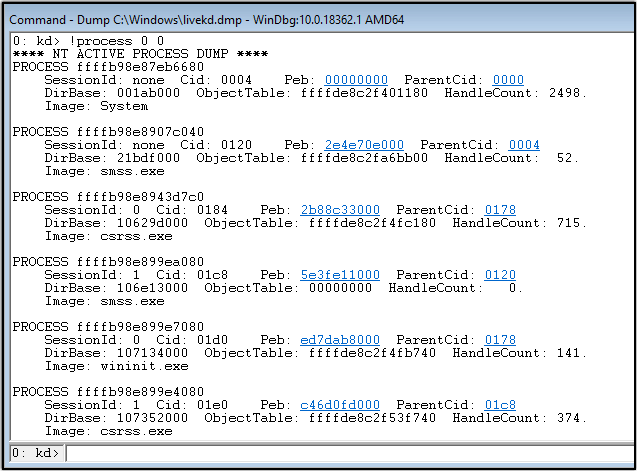 Command - Dump C:\Windows\livekd.dmp - WinDbg:10.0.18362.1 AMD64
0: kd> !process 0 0
**** NT ACTIVE PROCESS DUMP ****
PROCESS ffffb98e87eb6680
    SessionId: none  Cid: 0004    Peb: 00000000  ParentCid: 0000
    DirBase: 001ab000  ObjectTable: ffffde8c2f401180  HandleCount: 2498.
    Image: System
PROCESS ffffb98e8907c040
    SessionId: none  Cid: 0120    Peb: 2e4e70e000  ParentCid: 0004
    DirBase: 21bdf000  ObjectTable: ffffde8c2fa6bb00  HandleCount:  52.
    Image: smss.exe
PROCESS ffffb98e8943d7c0
    SessionId: 0  Cid: 0184    Peb: 2b88c33000  ParentCid: 0178
    DirBase: 10629d000  ObjectTable: ffffde8c2f4fc180  HandleCount: 715.
    Image: csrss.exe
PROCESS ffffb98e899ea080
    SessionId: 1  Cid: 01c8    Peb: 5e3fe11000  ParentCid: 0120
    DirBase: 106e13000  ObjectTable: 00000000  HandleCount:   0.
    Image: smss.exe
PROCESS ffffb98e899e7080
    SessionId: 0  Cid: 01d0    Peb: ed7dab8000  ParentCid: 0178
    DirBase: 107134000  ObjectTable: ffffde8c2f4fb740  HandleCount: 141.
    Image: wininit.exe
PROCESS ffffb98e899e4080
    SessionId: 1  Cid: 01e0    Peb: c46d0fd000  ParentCid: 01c8
    DirBase: 107352000  ObjectTable: ffffde8c2f53f740  HandleCount: 374.
    Image: csrss.exe
0: kd>